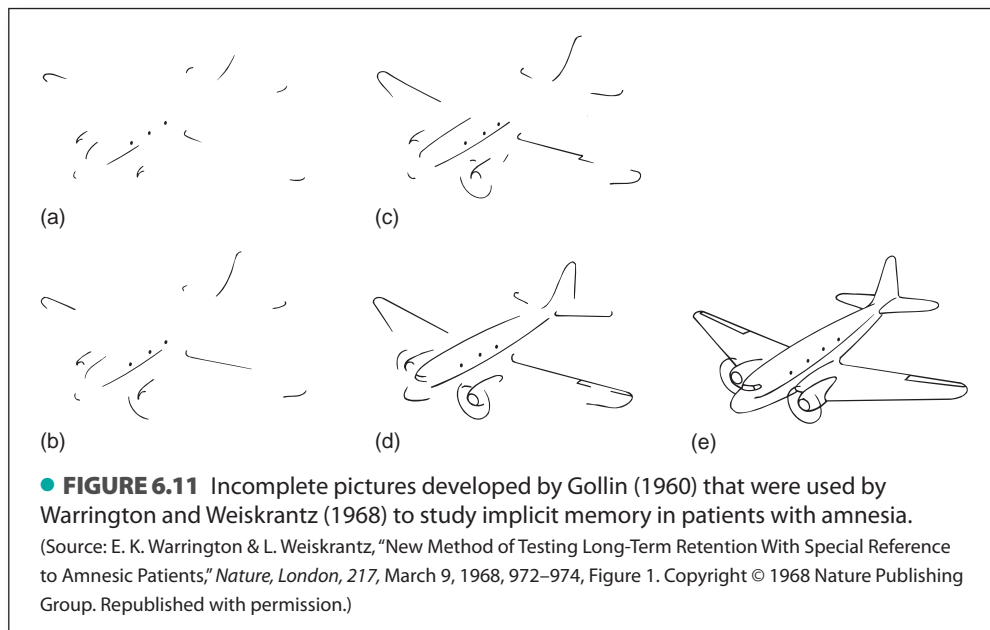 (a)
(c)
(b)
(d)
(e)
● FIGURE 6.11 Incomplete pictures developed by Gollin (1960) that were used by
Warrington and Weiskrantz (1968) to study implicit memory in patients with amnesia.
(Source: E. K. Warrington & L. Weiskrantz, “New Method of Testing Long-Term Retention With Special Reference
to Amnesic Patients,” Nature, London, 217, March 9, 1968, 972–974, Figure 1. Copyright © 1968 Nature Publishing
Group. Republished with permission.)